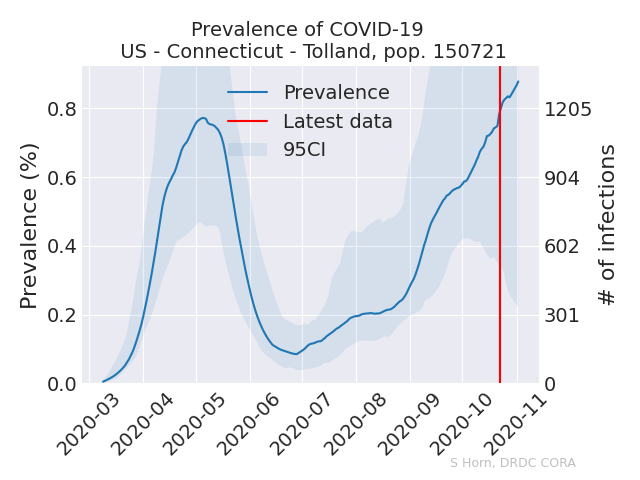 Prevalence of COVID-19
US - Connecticut - Tolland, pop. 150721
Prevalence
Latest data
95CI
Prevalence (%)
0.8
0.6
0.4
0.2
0.0
1205
904
602
301
0
# of infections
2020-03
2020-04
2020-05
2020-06
2020-07
2020-08
2020-09
2020-10
2020-11
S Horn, DRDC CORA